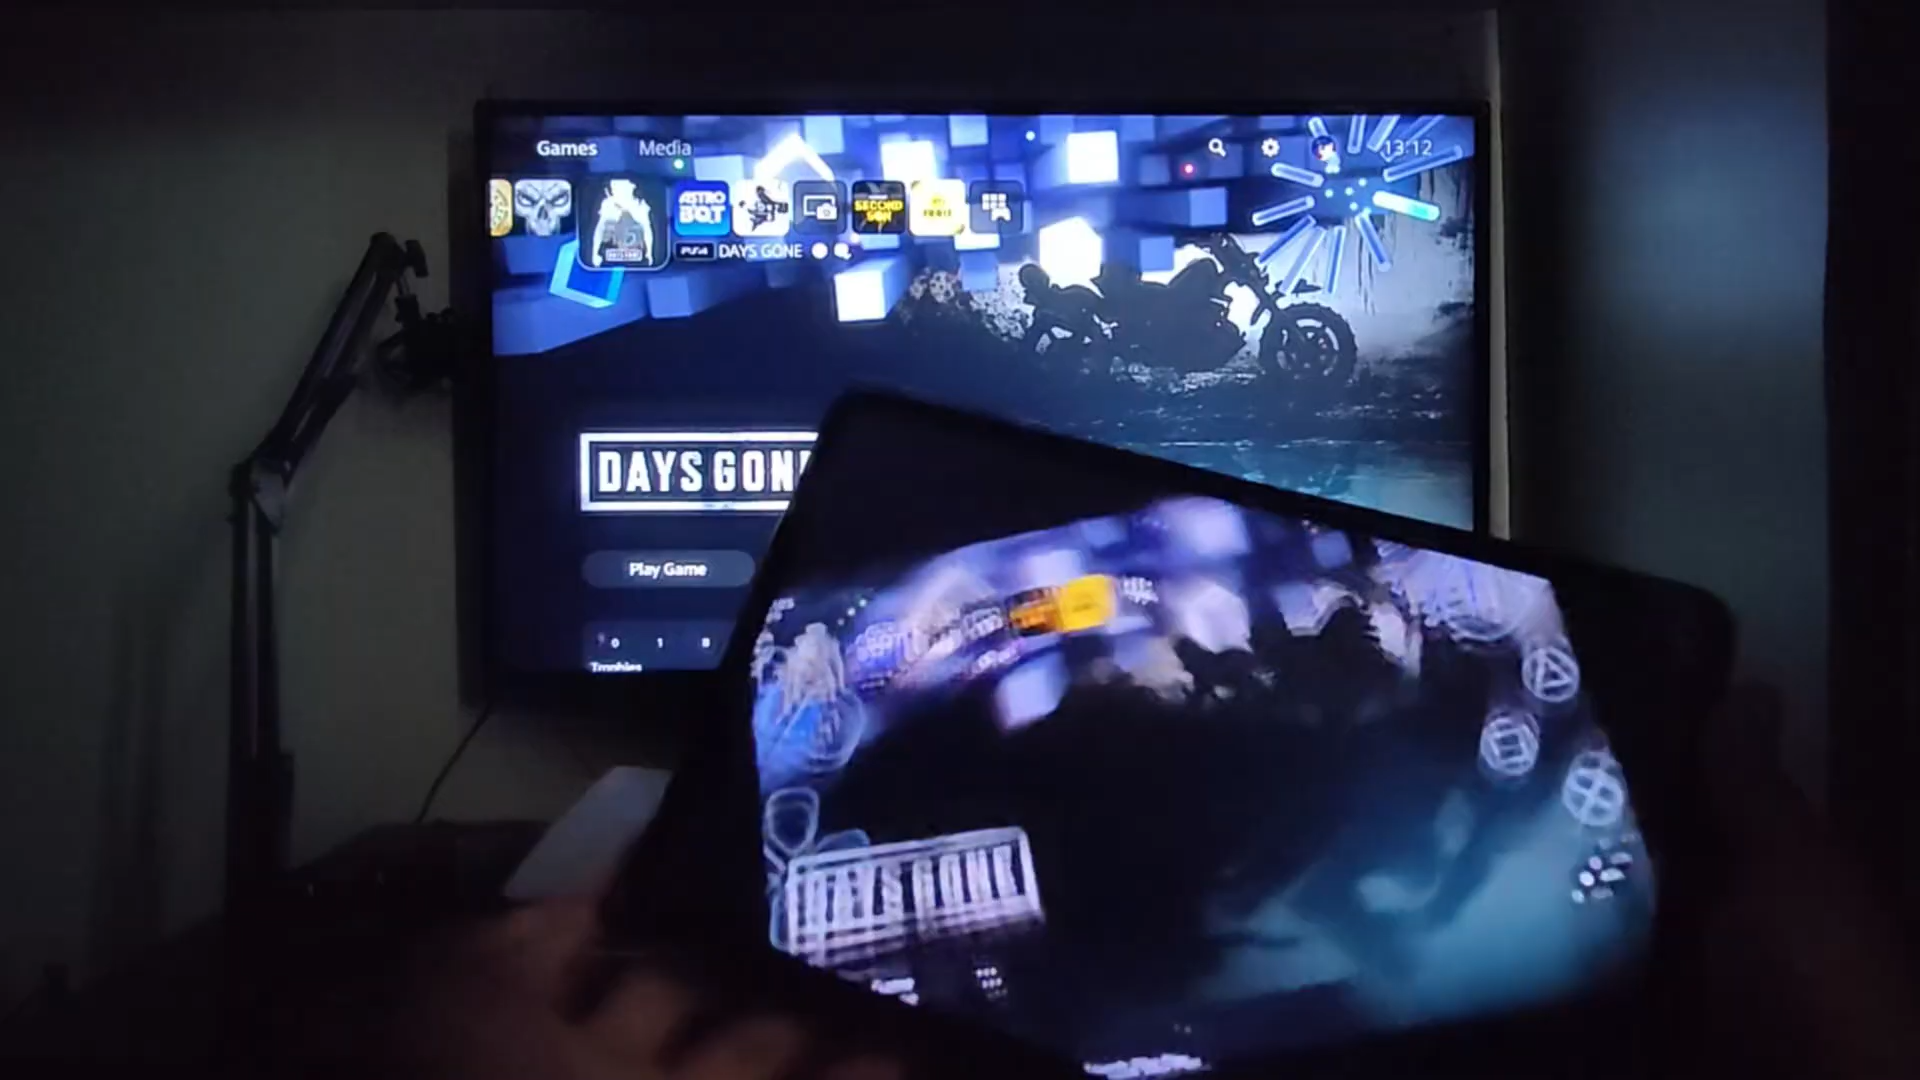 Games Media 13:12
ASTRO BOT
SECOND SON
PS4 DAYS GONE
DAYS GON
Play Game
0 1 8
Trophies
DAYS GONE